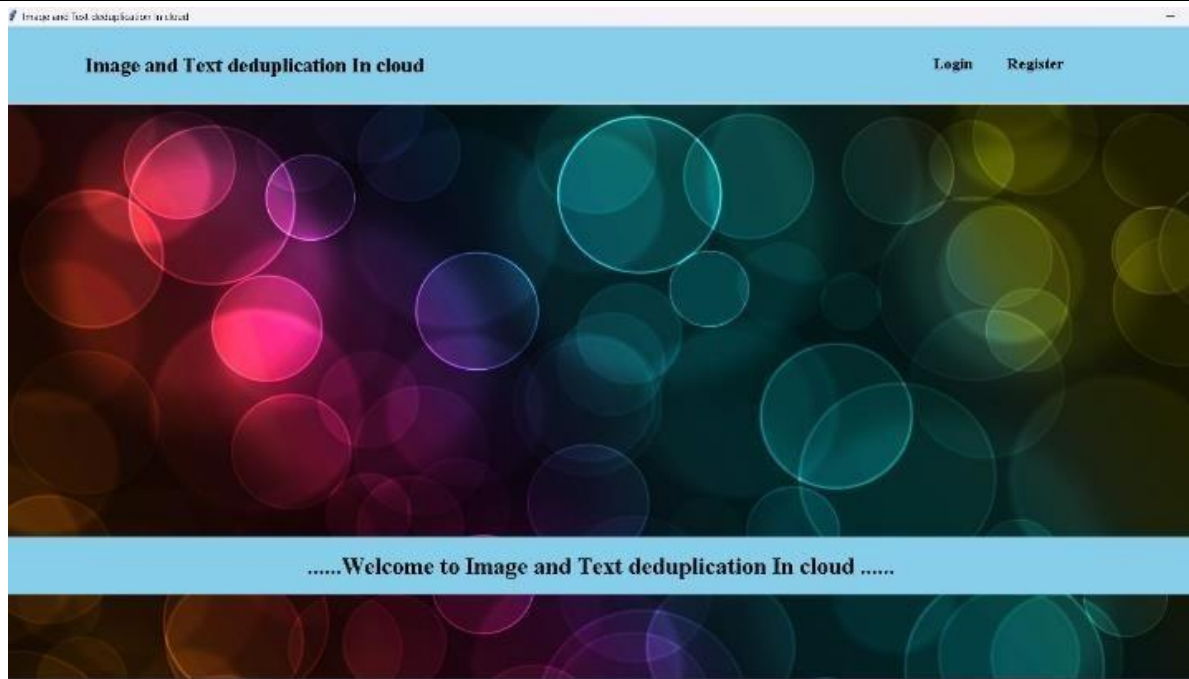 Image and Text deduplication In cloud
Image and Text deduplication In cloud
Login Register
......Welcome to Image and Text deduplication In cloud ......